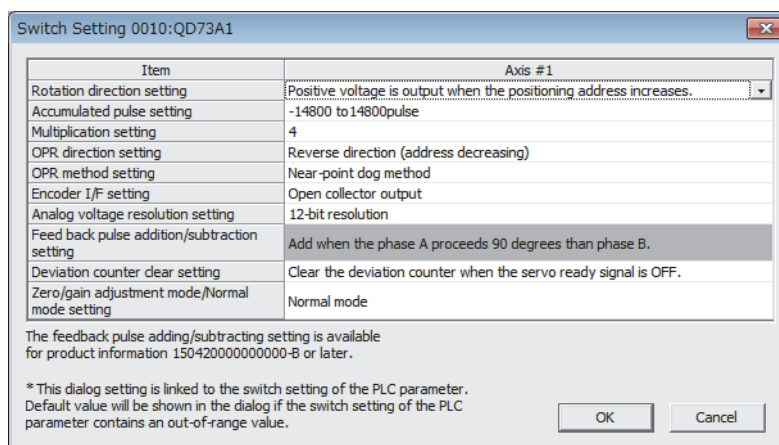 Switch Setting 0010:QD73A1
Item Axis #1
Rotation direction setting Positive voltage is output when the positioning address increases.
Accumulated pulse setting -14800 to14800pulse
Multiplication setting 4
OPR direction setting Reverse direction (address decreasing)
OPR method setting Near-point dog method
Encoder I/F setting Open collector output
Analog voltage resolution setting 12-bit resolution
Feed back pulse addition/subtraction
setting Add when the phase A proceeds 90 degrees than phase B.
Deviation counter clear setting Clear the deviation counter when the servo ready signal is OFF.
Zero/gain adjustment mode/Normal
mode setting Normal mode
The feedback pulse adding/subtracting setting is available
for product information 150420000000000-B or later.
* This dialog setting is linked to the switch setting of the PLC parameter.
Default value will be shown in the dialog if the switch setting of the PLC
parameter contains an out-of-range value.
OK Cancel